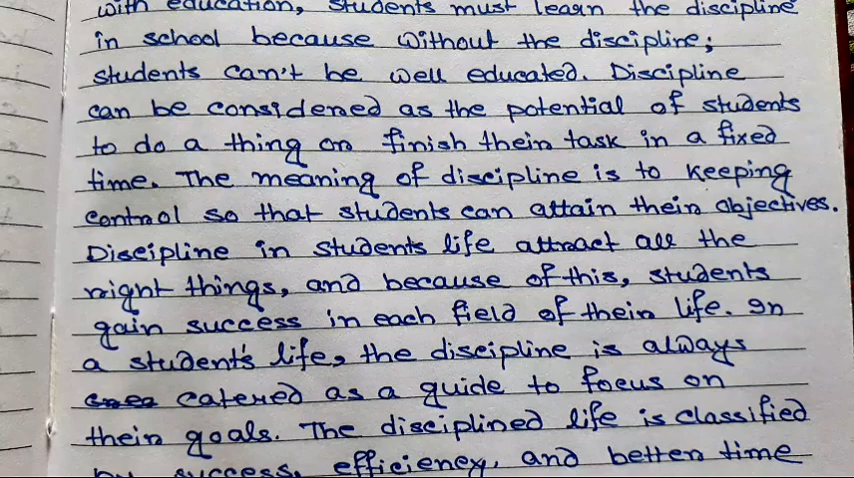 with education, students must learn the discipline
in school because without the discipline;
students can't be well educated. Discipline
can be considered as the potential of students
to do a thing or finish their task in a fixed
time. The meaning of discipline is to keeping
control so that students can attain their objectives.
Discipline in students life attract all the
right things, and because of this, students
gain success in each field of their life. In
a student's life, the discipline is always
catered as a guide to focus on
their goals. The disciplined life is classified
by success, efficiency, and better time